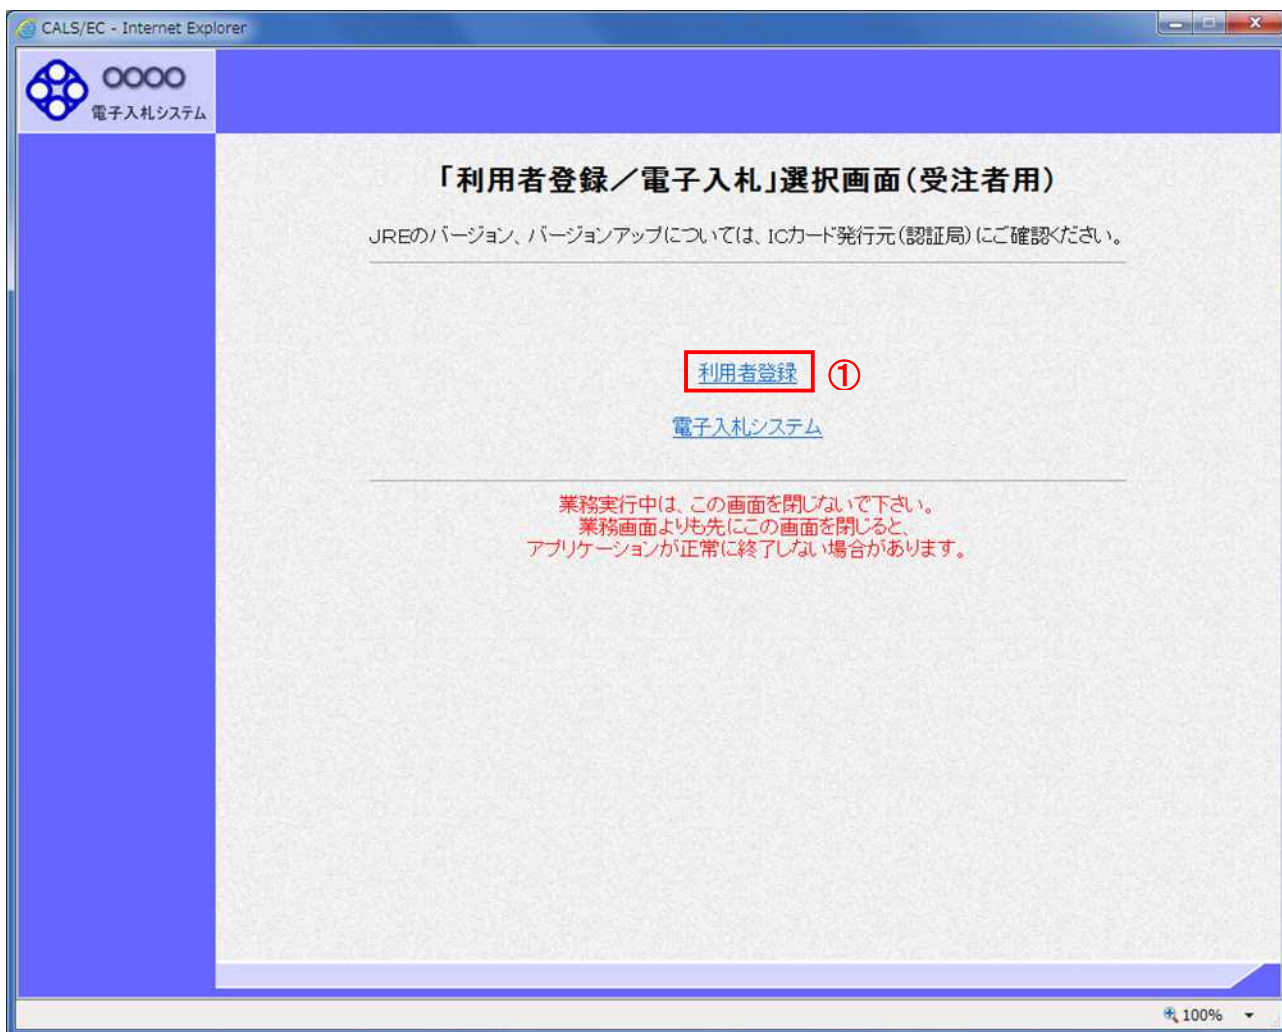 CALS/EC - Internet Explorer
○○○○
電子入札システム
「利用者登録／電子入札」選択画面(受注者用)
JREのバージョン、バージョンアップについては、ICカード発行元(認証局)にご確認ください。
利用者登録 ①
電子入札システム
業務実行中は、この画面を閉じないで下さい。
業務画面よりも先にこの画面を閉じると、
アプリケーションが正常に終了しない場合があります。
100%